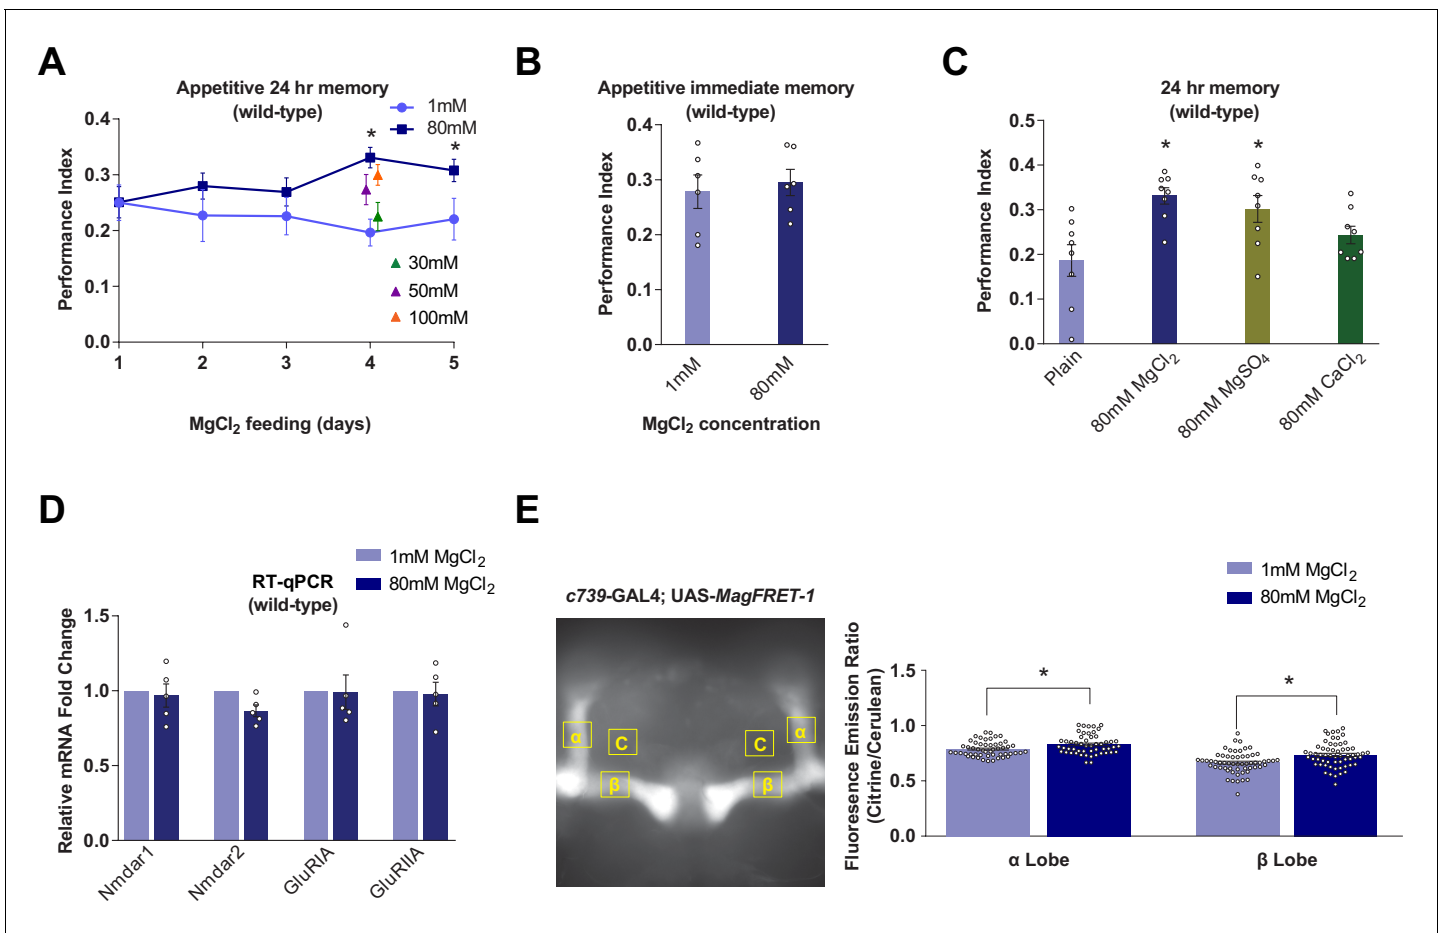 A
Appetitive 24 hr memory
(wild-type)
1mM
80mM
Performance Index
0.4
0.3
0.2
0.1
0.0
*
*
30mM
50mM
100mM
1 2 3 4 5
MgCl2 feeding (days)
B
Appetitive immediate memory
(wild-type)
Performance Index
0.4
0.3
0.2
0.1
0.0
1mM
80mM
MgCl2 concentration
C
24 hr memory
(wild-type)
Performance Index
0.5
0.4
0.3
0.2
0.1
0.0
* *
Plain
80mM MgCl2
80mM MgSO4
80mM CaCl2
D
1mM MgCl2
80mM MgCl2
RT-qPCR
(wild-type)
Relative mRNA Fold Change
1.5
1.0
0.5
0.0
Nmdar1
Nmdar2
GluRIA
GluRIIA
E
c739-GAL4; UAS-MagFRET-1
α C C α
β β
1mM MgCl2
80mM MgCl2
Fluoresence Emission Ratio
(Citrine/Cerulean)
1.5
1.0
0.5
0.0
* *
α Lobe
β Lobe